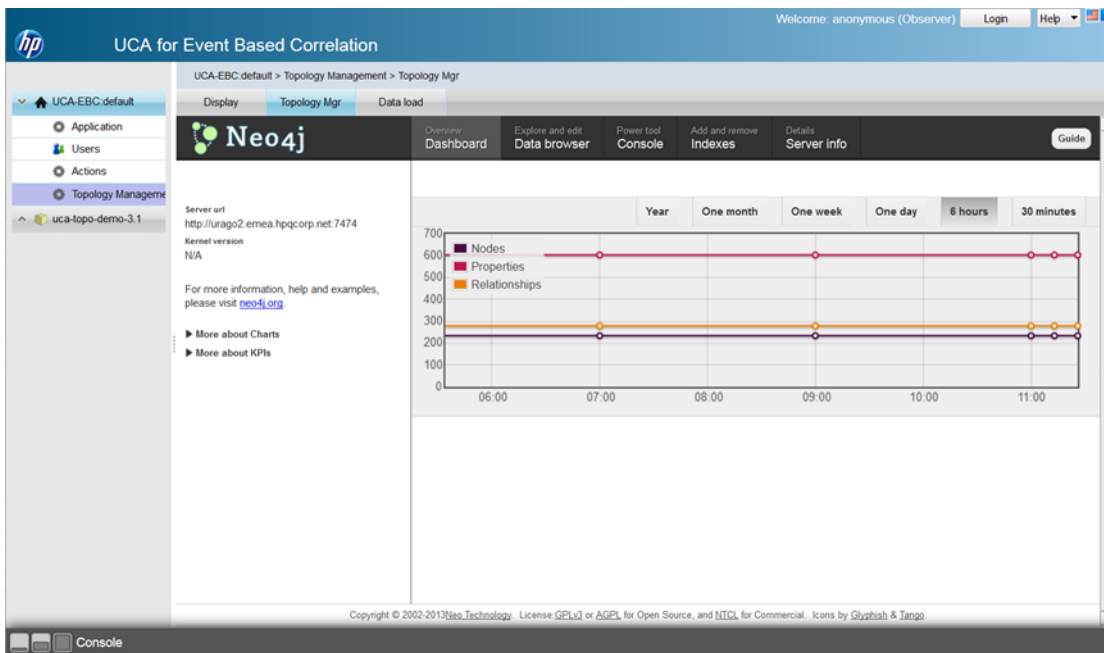 Welcome: anonymous (Observer) Login Help
hp UCA for Event Based Correlation
UCA-EBC:default > Topology Management > Topology Mgr
UCA-EBC:default
Application
Users
Actions
Topology Manageme
uca-topo-demo-3.1
Display Topology Mgr Data load
Neo4j
Overview Explore and edit Power tool Add and remove Details
Dashboard Data browser Console Indexes Server info
Guide
Server url
http://urago2.emea.hpqcorp.net:7474
Kernel version
N/A
For more information, help and examples,
please visit neo4j.org.
▶ More about Charts
▶ More about KPIs
Year One month One week One day 6 hours 30 minutes
700
600
500
400
300
200
100
0
Nodes
Properties
Relationships
06:00 07:00 08:00 09:00 10:00 11:00
Copyright © 2002-2013Neo Technology. License:GPLv3 or AGPL for Open Source, and NTCL for Commercial. Icons by Glyphish & Tango.
Console